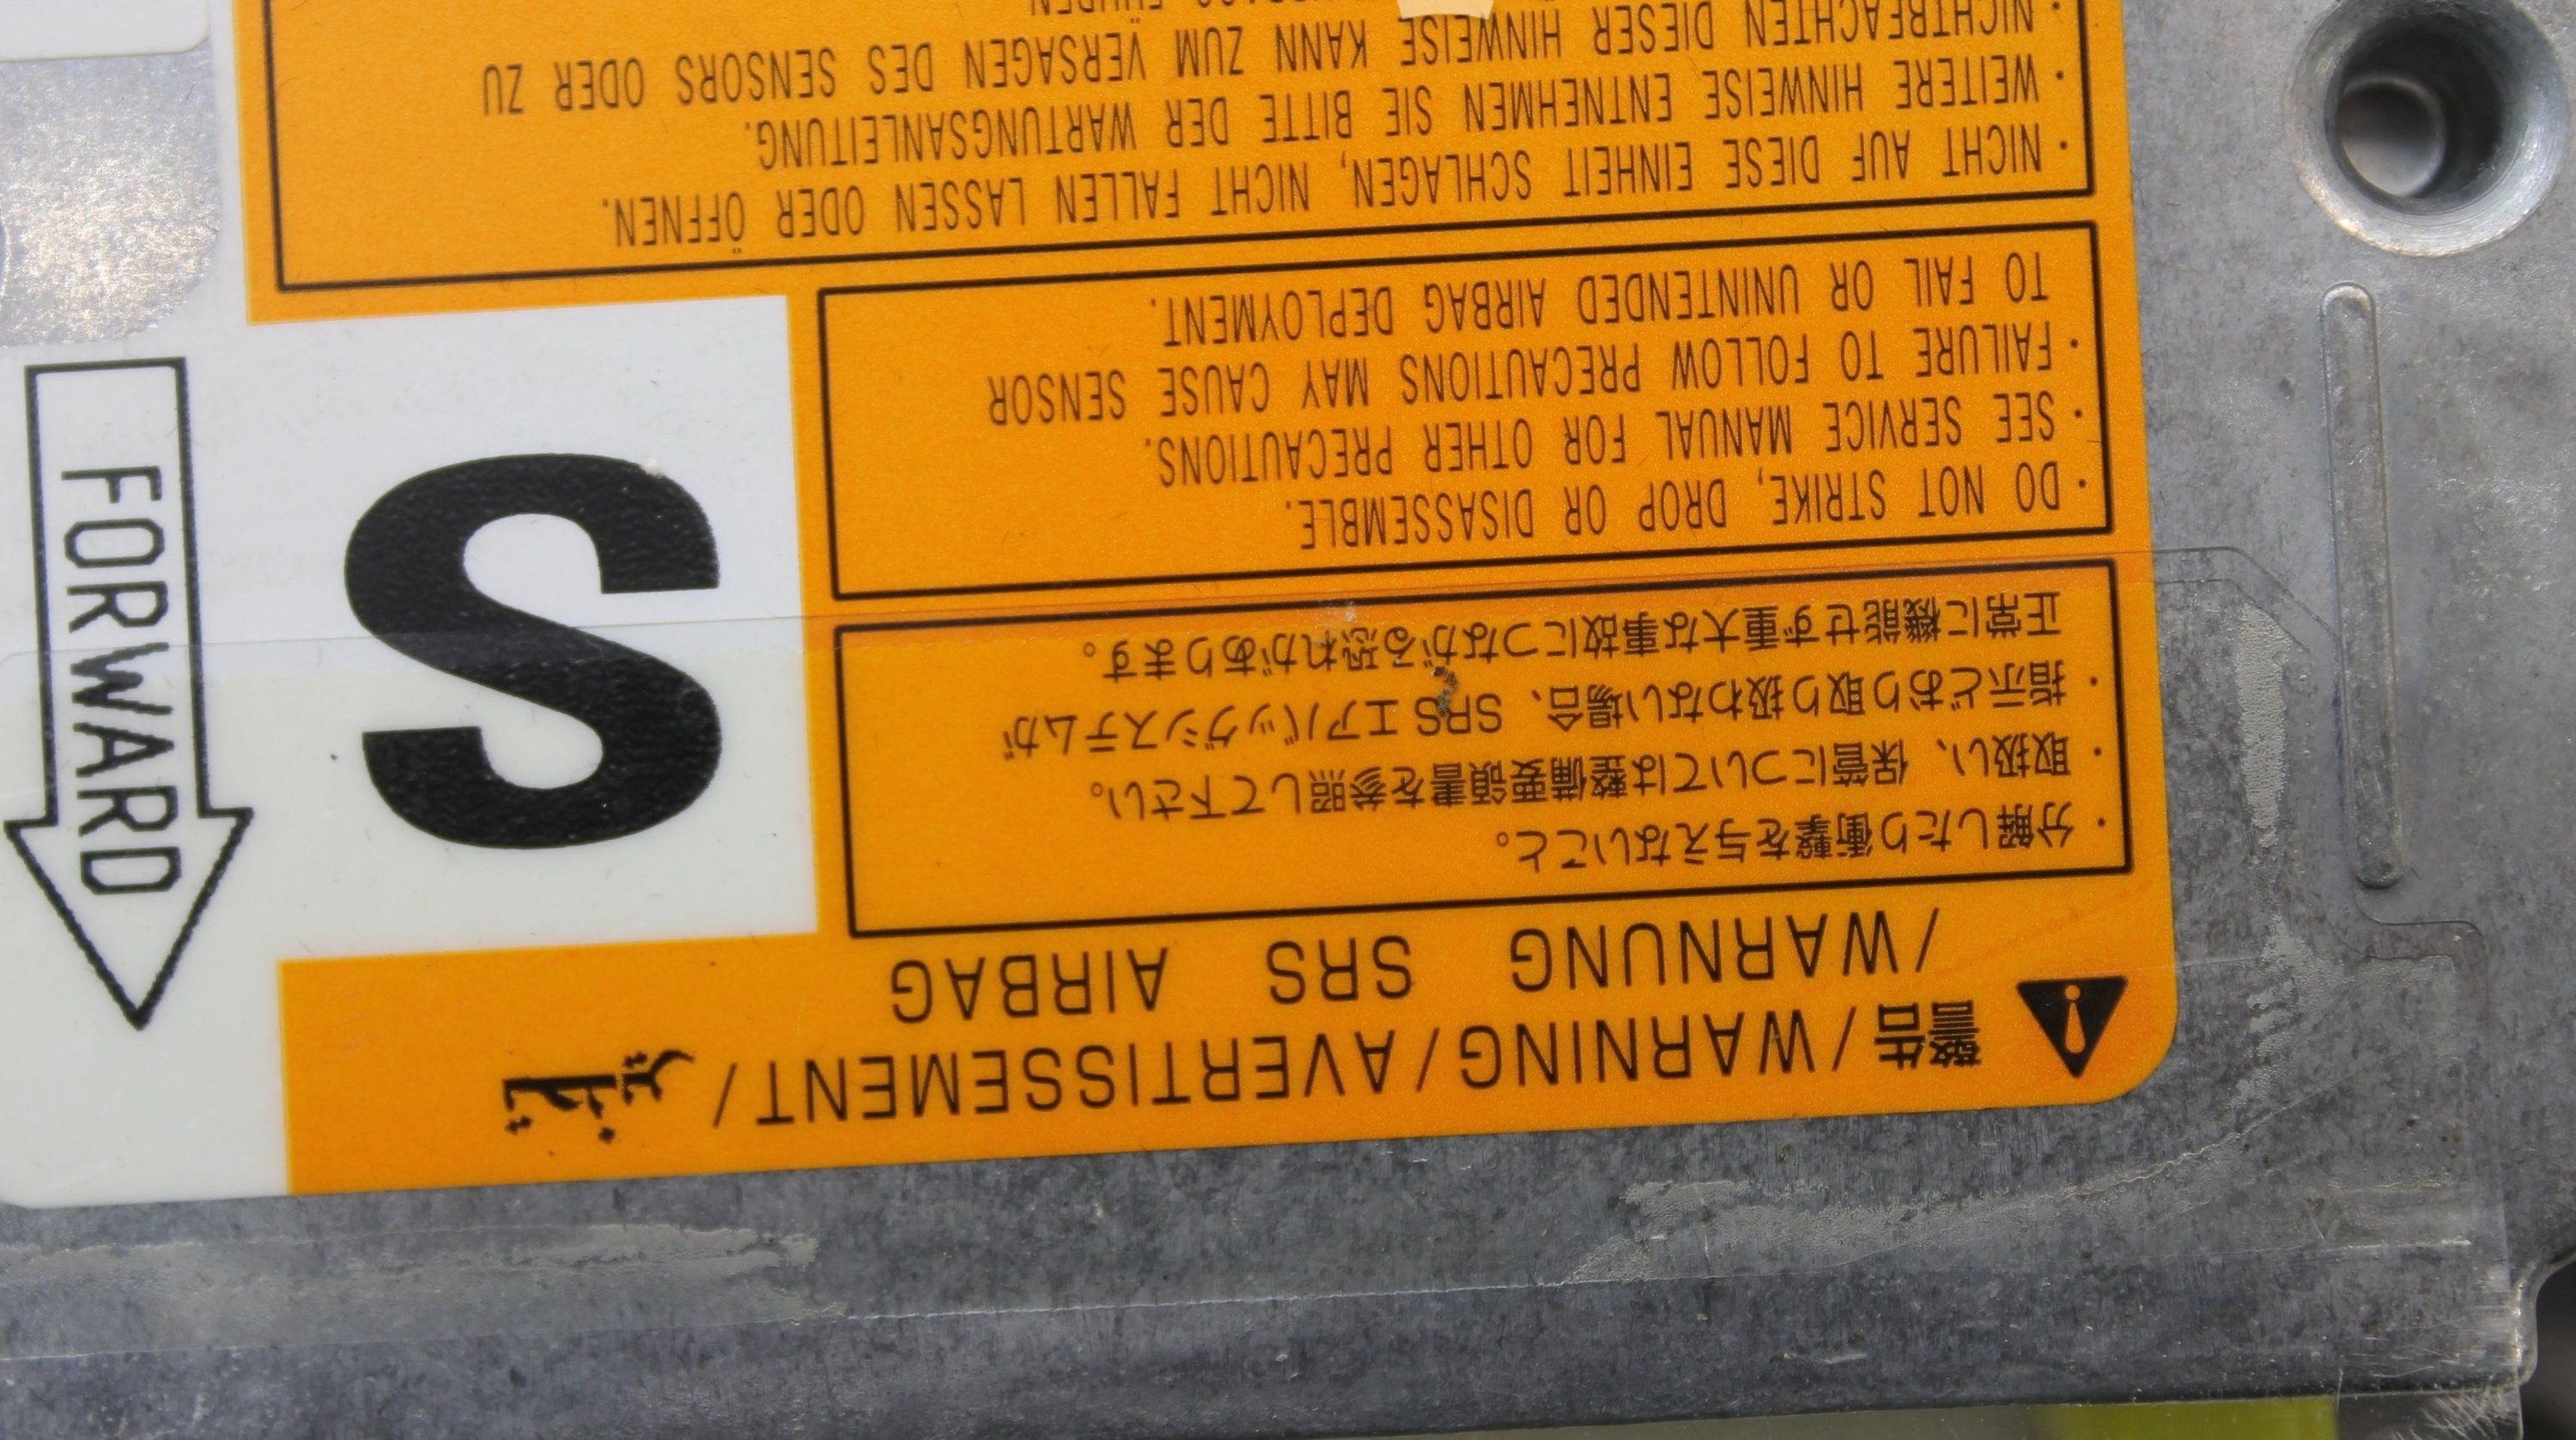 警告/WARNING/AVERTISSEMENT/
/WARNUNG SRS AIRBAG
・分解したり衝撃を与えないこと。
・取扱い、保管については整備要領書を参照して下さい。
・指示どおり取り扱わない場合、SRSエアバッグシステムが
正常に機能せず重大な事故につながる恐れがあります。
・DO NOT STRIKE, DROP OR DISASSEMBLE.
・SEE SERVICE MANUAL FOR OTHER PRECAUTIONS.
・FAILURE TO FOLLOW PRECAUTIONS MAY CAUSE SENSOR
TO FAIL OR UNINTENDED AIRBAG DEPLOYMENT.
S
FORWARD
・NICHT AUF DIESE EINHEIT SCHLAGEN, NICHT FALLEN LASSEN ODER ÖFFNEN.
・WEITERE HINWEISE ENTNEHMEN SIE BITTE DER WARTUNGSANLEITUNG.
・NICHTBEACHTEN DIESER HINWEISE KANN ZUM VERSAGEN DES SENSORS ODER ZU
FÜHREN